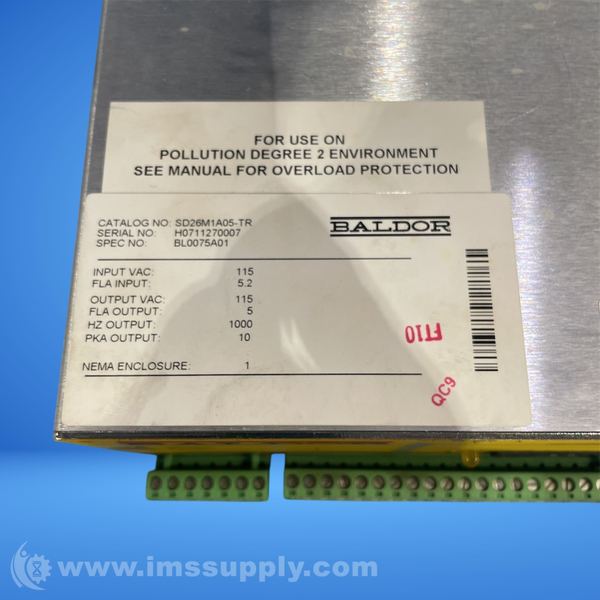 FOR USE ON
POLLUTION DEGREE 2 ENVIRONMENT
SEE MANUAL FOR OVERLOAD PROTECTION
CATALOG NO: SD26M1A05-TR
SERIAL NO: H0711270007
SPEC NO: BL0075A01
BALDOR
INPUT VAC: 115
FLA INPUT: 5.2
OUTPUT VAC: 115
FLA OUTPUT: 5
HZ OUTPUT: 1000
PKA OUTPUT: 10
NEMA ENCLOSURE: 1
FT10
QC9
www.imssupply.com